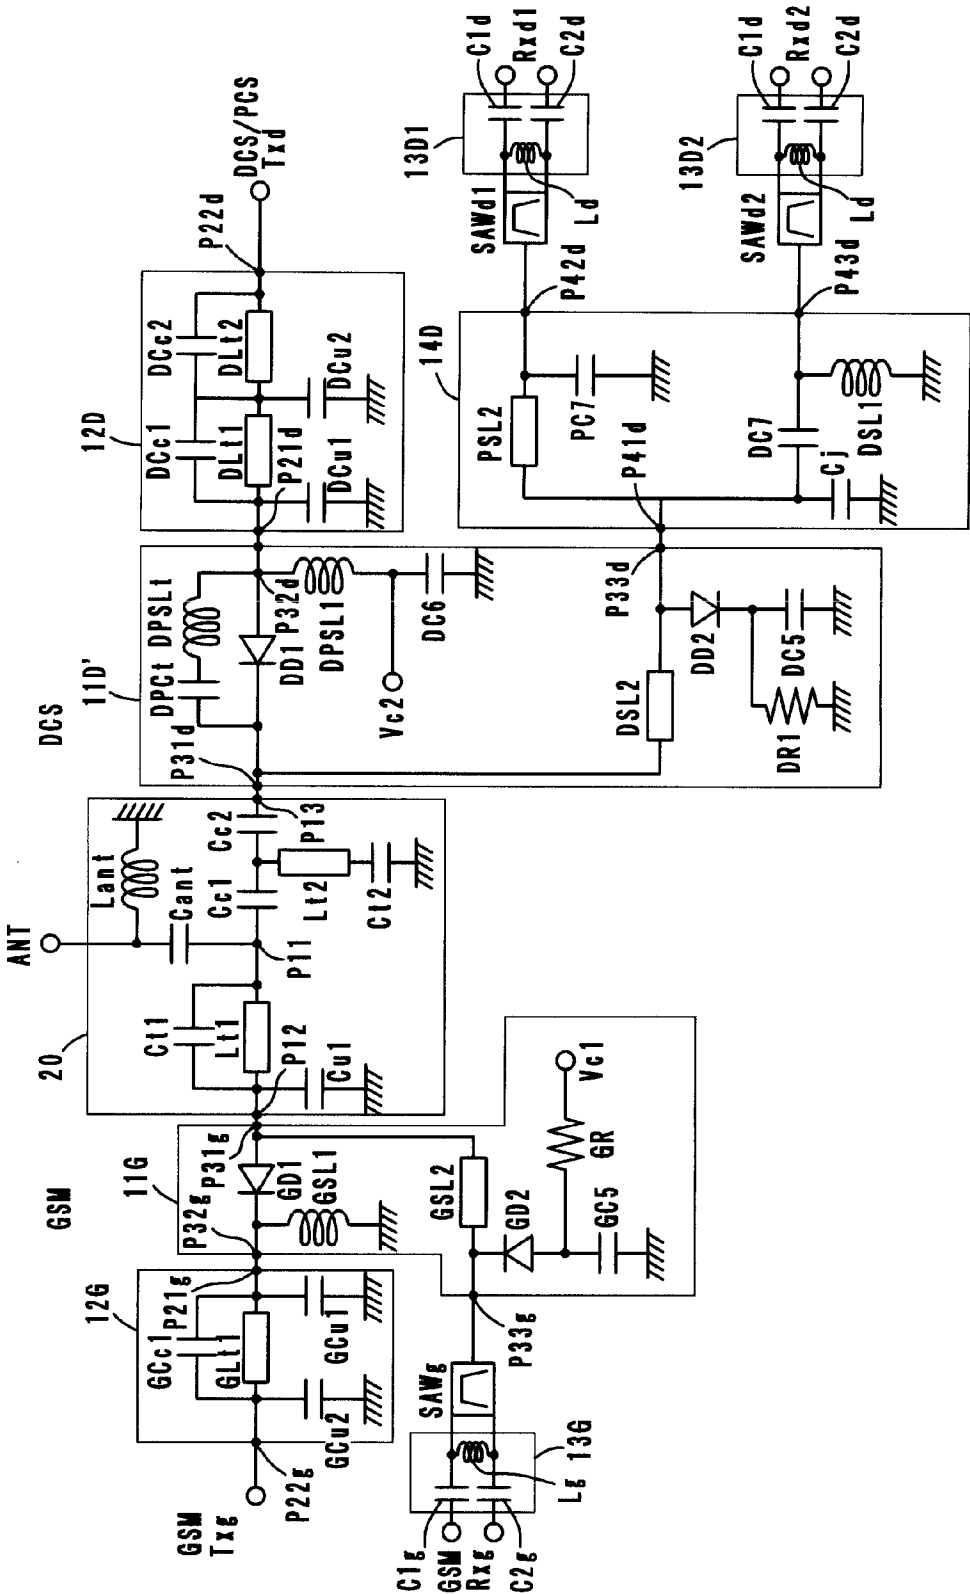 ANT
GSM
DCS
20
Lant
Cant
Ct1
Lt1
P12
Cu1
P11
Cc1
Cc2
Lt2
Ct2
P13
GSM
Txg
P22g
12G
GCc1
GLt1
GCu2
GCu1
P21g
P32g
11G
P31g
GD1
GSL1
GSL2
GD2
GR
Vc1
GC5
P33g
SAWg
13G
Lg
C1g
GSM
Rxg
C2g
P31d
11D'
DPCt
DPSLt
DD1
P32d
DPSL1
DC6
Vc2
DSL2
DD2
DR1
DC5
P33d
12D
DCc1
DCc2
DLt1
DLt2
P21d
DCu1
DCu2
P22d
DCS/PCS
Txd
14D
P41d
PSL2
PC7
DC7
Cj
DSL1
P42d
P43d
SAWd1
13D1
Ld
C1d
Rxd1
C2d
SAWd2
13D2
Ld
C1d
Rxd2
C2d